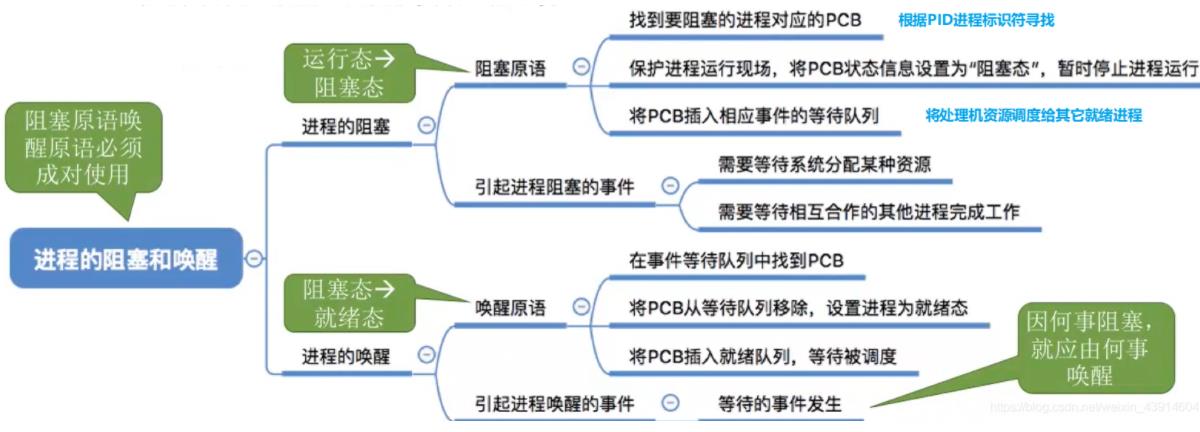 找到要阻塞的进程对应的PCB
根据PID进程标识符寻找
运行态→
阻塞态
阻塞原语
保护进程运行现场，将PCB状态信息设置为“阻塞态”，暂时停止进程运行
阻塞原语唤
醒原语必须
成对使用
进程的阻塞
将PCB插入相应事件的等待队列
将处理机资源调度给其它就绪进程
引起进程阻塞的事件
需要等待系统分配某种资源
需要等待相互合作的其他进程完成工作
进程的阻塞和唤醒
在事件等待队列中找到PCB
阻塞态→
就绪态
唤醒原语
将PCB从等待队列移除，设置进程为就绪态
进程的唤醒
将PCB插入就绪队列，等待被调度
因何事阻塞，
就应由何事
唤醒
引起进程唤醒的事件
等待的事件发生
https://blog.csdn.net/weixin_43914604